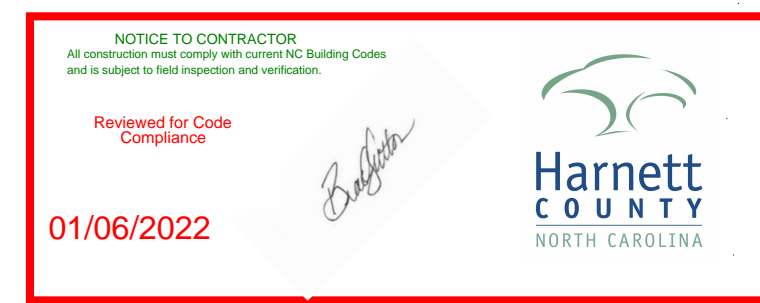 NOTICE TO CONTRACTOR
All construction must comply with current NC Building Codes
and is subject to field inspection and verification.
Reviewed for Code
Compliance
01/06/2022
Harnett
COUNTY
NORTH CAROLINA